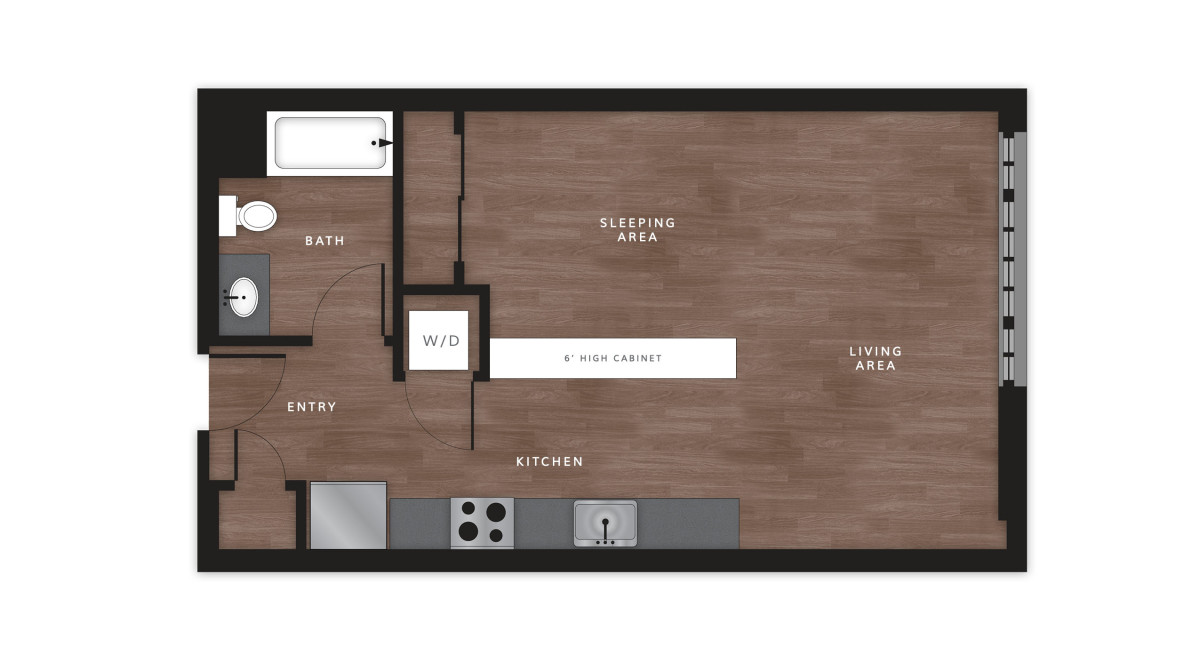 SLEEPING
AREA
BATH
W/D
6' HIGH CABINET
LIVING
AREA
ENTRY
KITCHEN